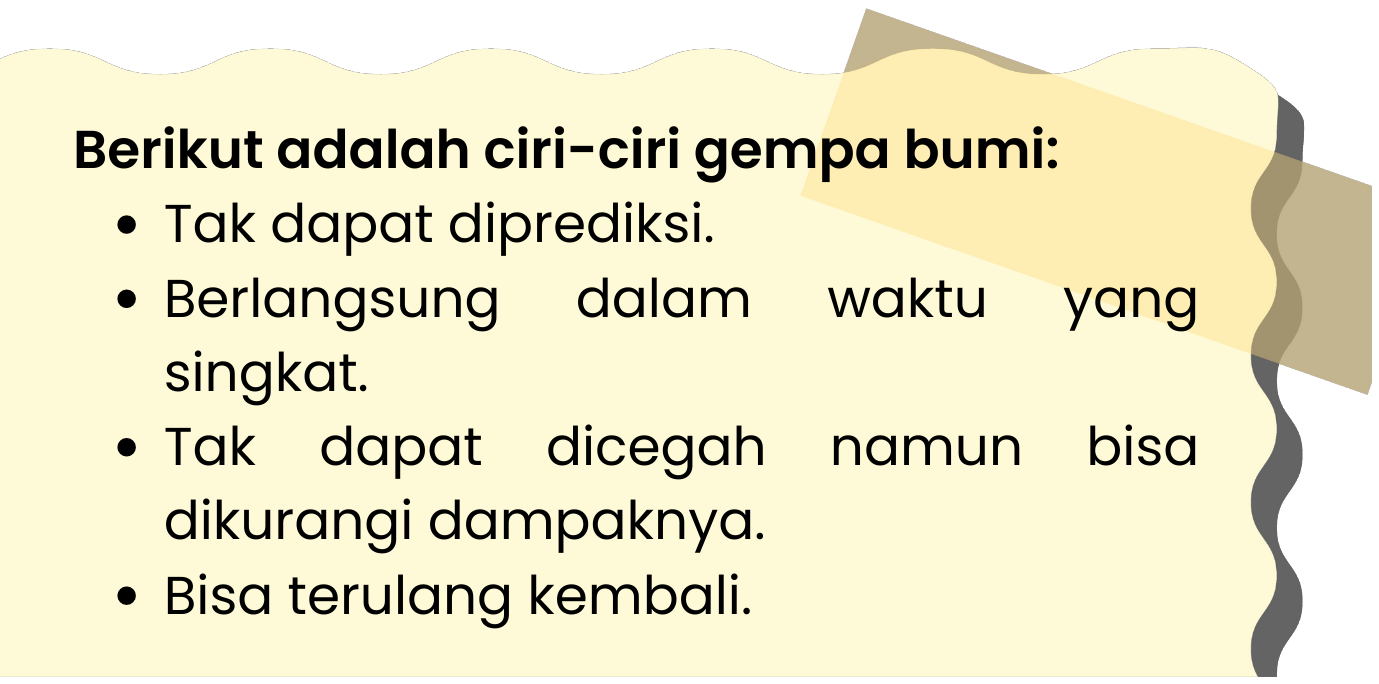 Berikut adalah ciri-ciri gempa bumi:
• Tak dapat diprediksi.
• Berlangsung dalam waktu yang
singkat.
• Tak dapat dicegah namun bisa
dikurangi dampaknya.
• Bisa terulang kembali.